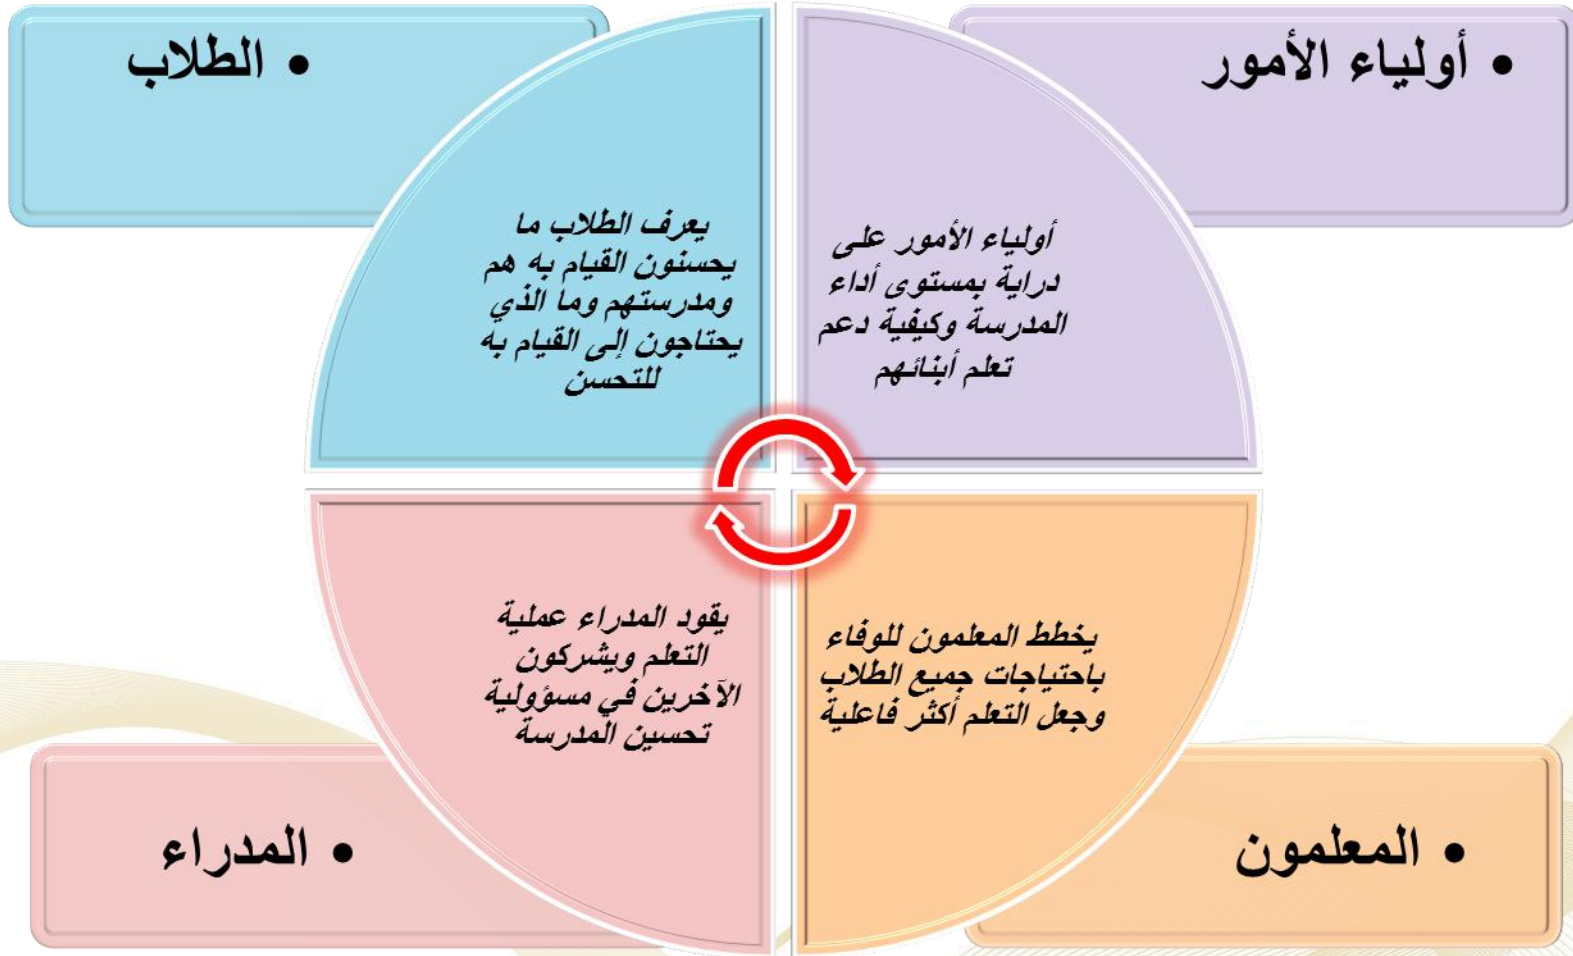 • أولياء الأمور
أولياء الأمور على
دراية بمستوى أداء
المدرسة وكيفية دعم
تعلم أبنائهم
• الطلاب
يعرف الطلاب ما
يحسنون القيام به هم
ومدرستهم وما الذي
يحتاجون إلى القيام به
للتحسن
يخطط المعلمون للوفاء
باحتياجات جميع الطلاب
وجعل التعلم أكثر فاعلية
• المعلمون
يقود المدراء عملية
التعلم ويشركون
الآخرين في مسؤولية
تحسين المدرسة
• المدراء